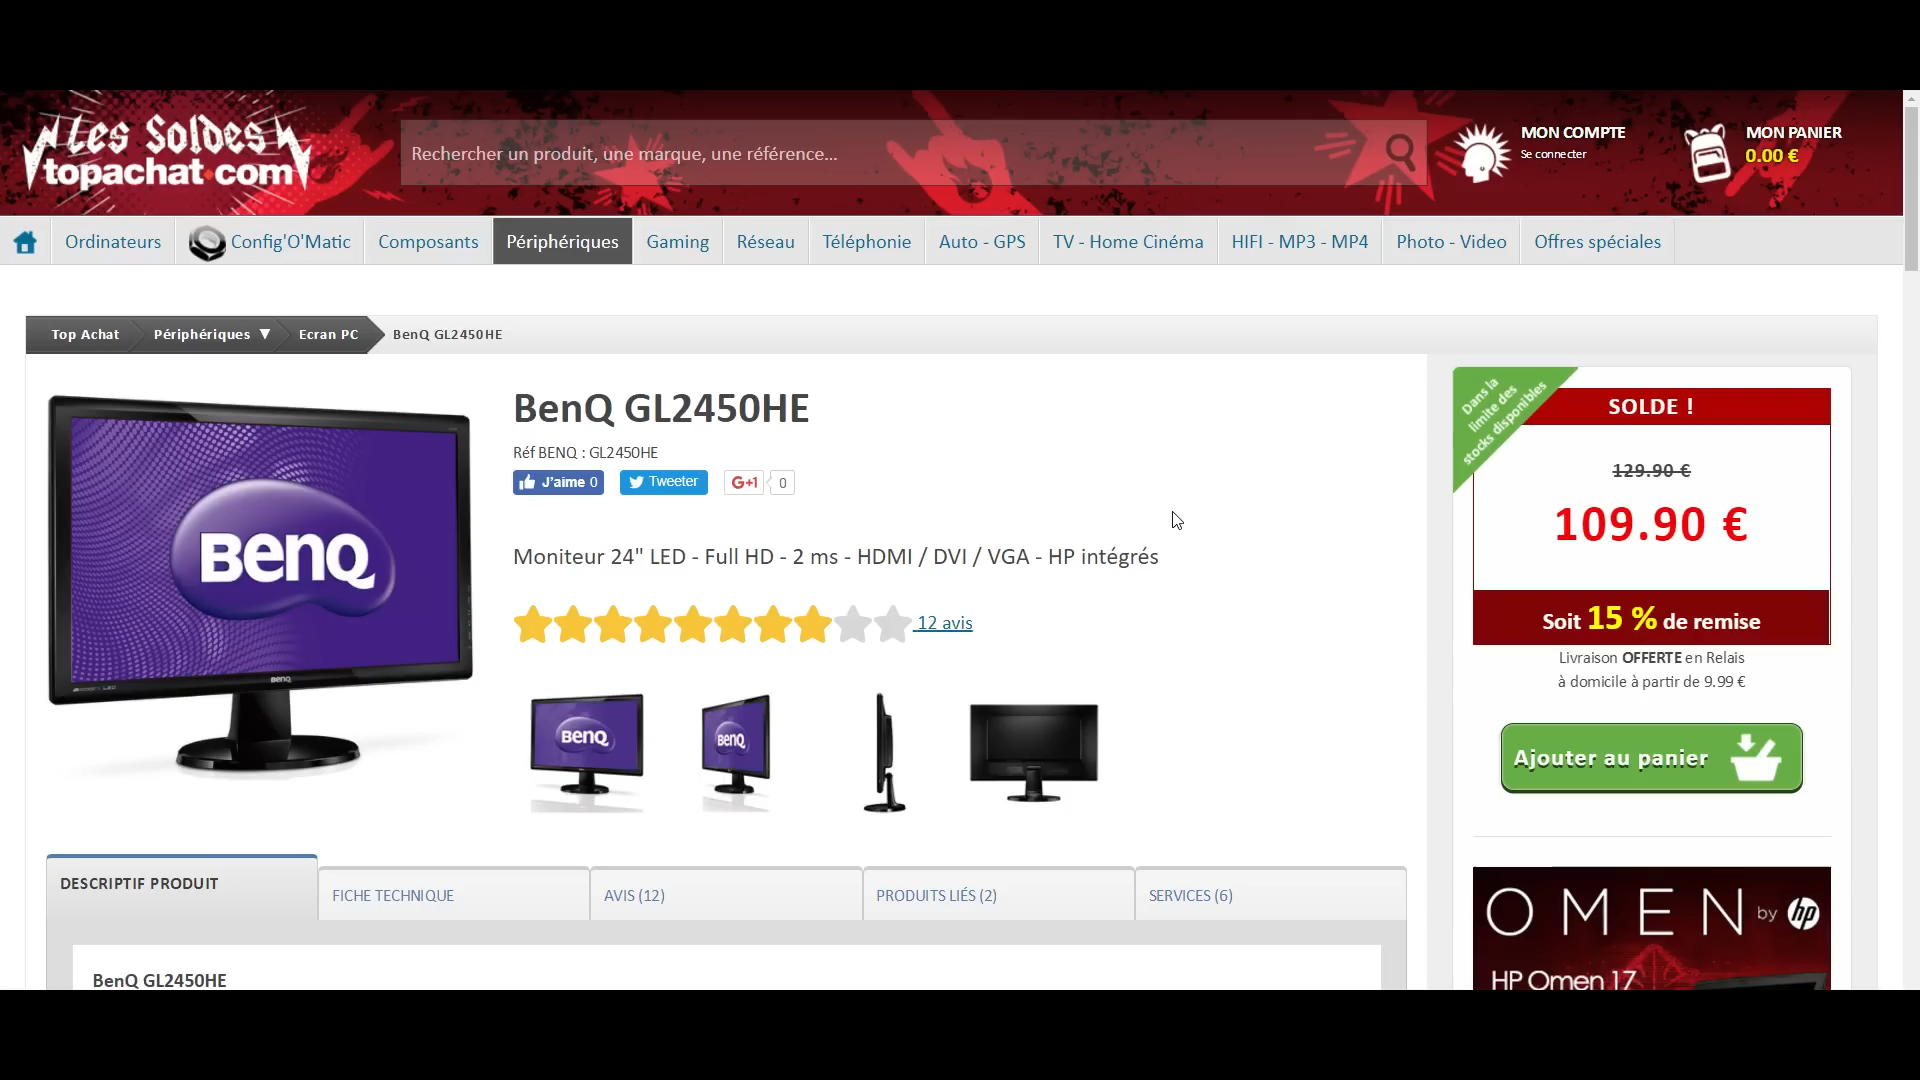 Les Soldes
topachat.com
Rechercher un produit, une marque, une référence...
MON COMPTE
Se connecter
MON PANIER
0.00 €
Ordinateurs
Config'O'Matic
Composants
Périphériques
Gaming
Réseau
Téléphonie
Auto - GPS
TV - Home Cinéma
HIFI - MP3 - MP4
Photo - Video
Offres spéciales
Top Achat
Périphériques ▼
Ecran PC
BenQ GL2450HE
BenQ
BenQ
BenQ GL2450HE
Réf BENQ : GL2450HE
J'aime 0
Tweeter
G+1
0
Moniteur 24" LED - Full HD - 2 ms - HDMI / DVI / VGA - HP intégrés
12 avis
BenQ
BenQ
Dans la
limite des
stocks disponibles
SOLDE !
129.90 €
109.90 €
Soit 15 % de remise
Livraison OFFERTE en Relais
à domicile à partir de 9.99 €
Ajouter au panier
DESCRIPTIF PRODUIT
FICHE TECHNIQUE
AVIS (12)
PRODUITS LIÉS (2)
SERVICES (6)
BenQ GL2450HE
OMEN by hp
HP Omen 17